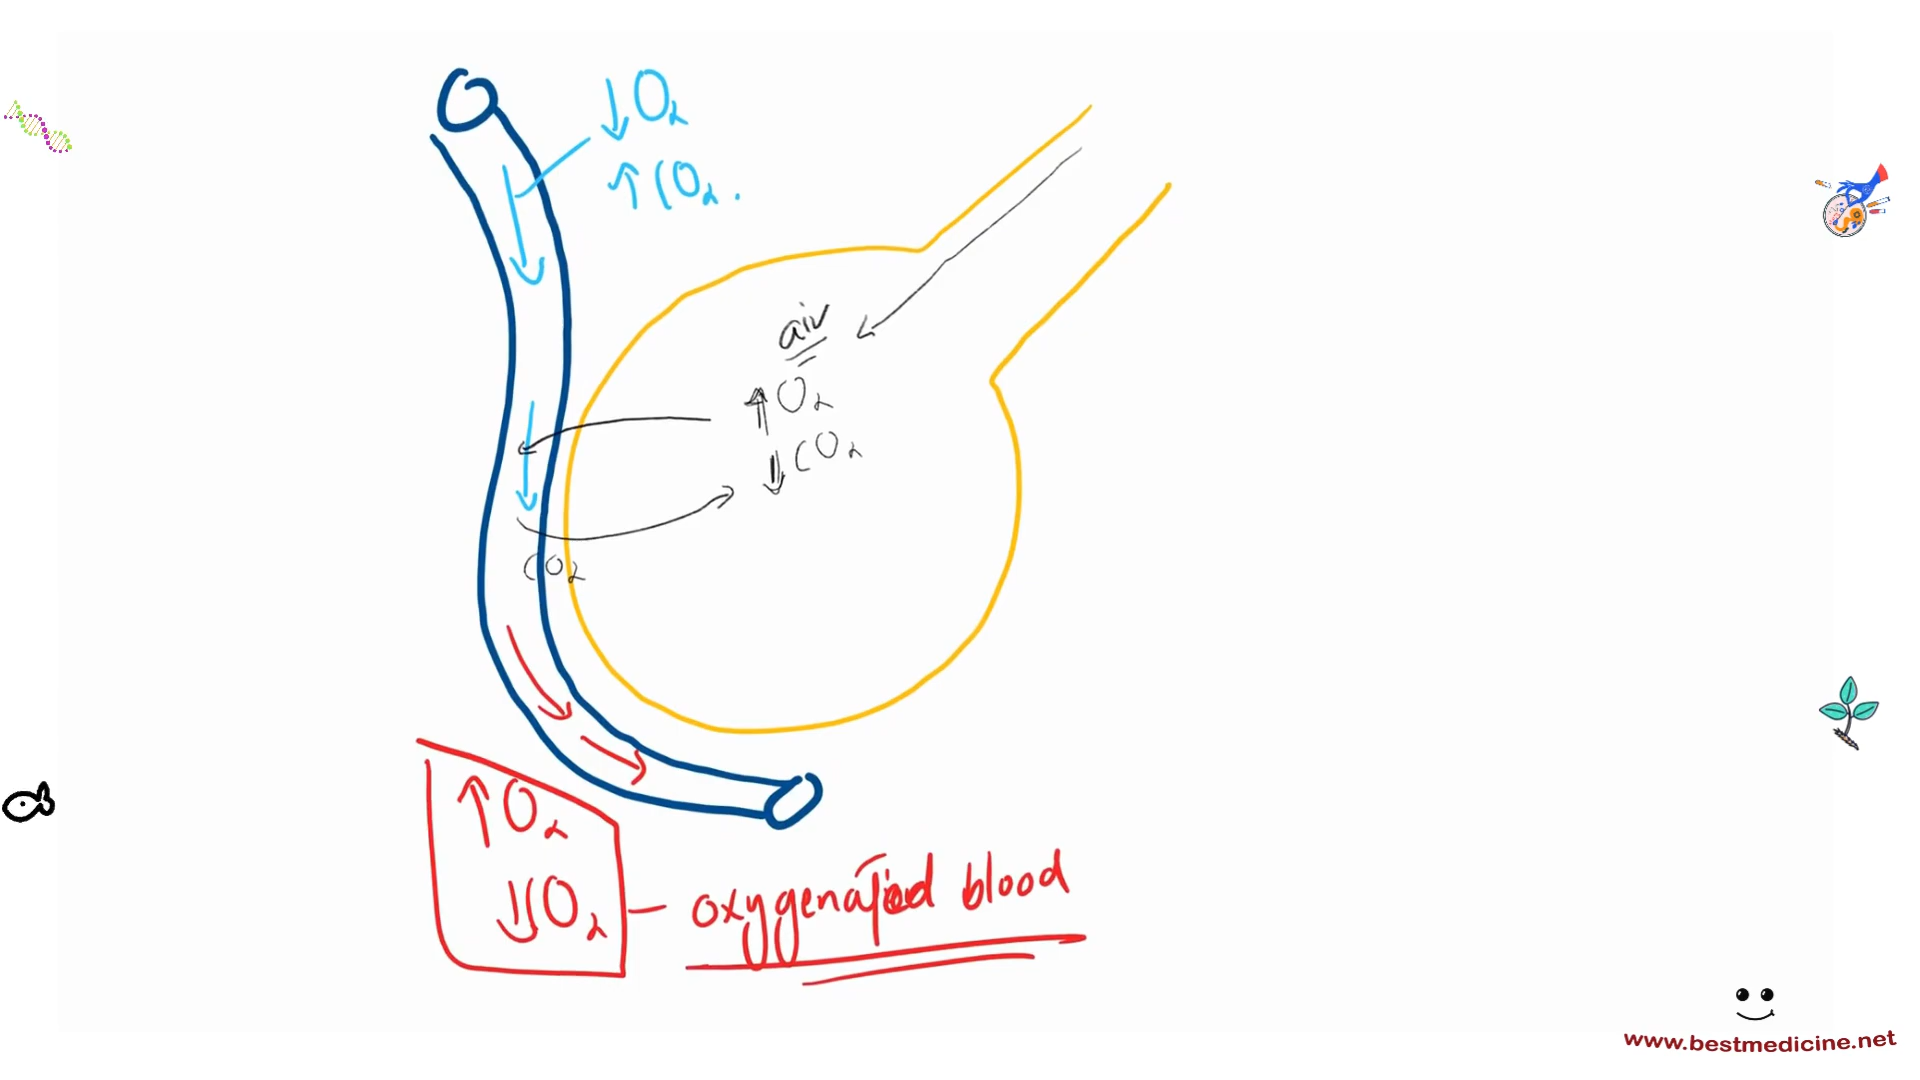 ↓O₂
↑CO₂.
air
↑O₂
↓CO₂
CO₂
↑O₂
↓CO₂ - oxygenated blood
www.bestmedicine.net